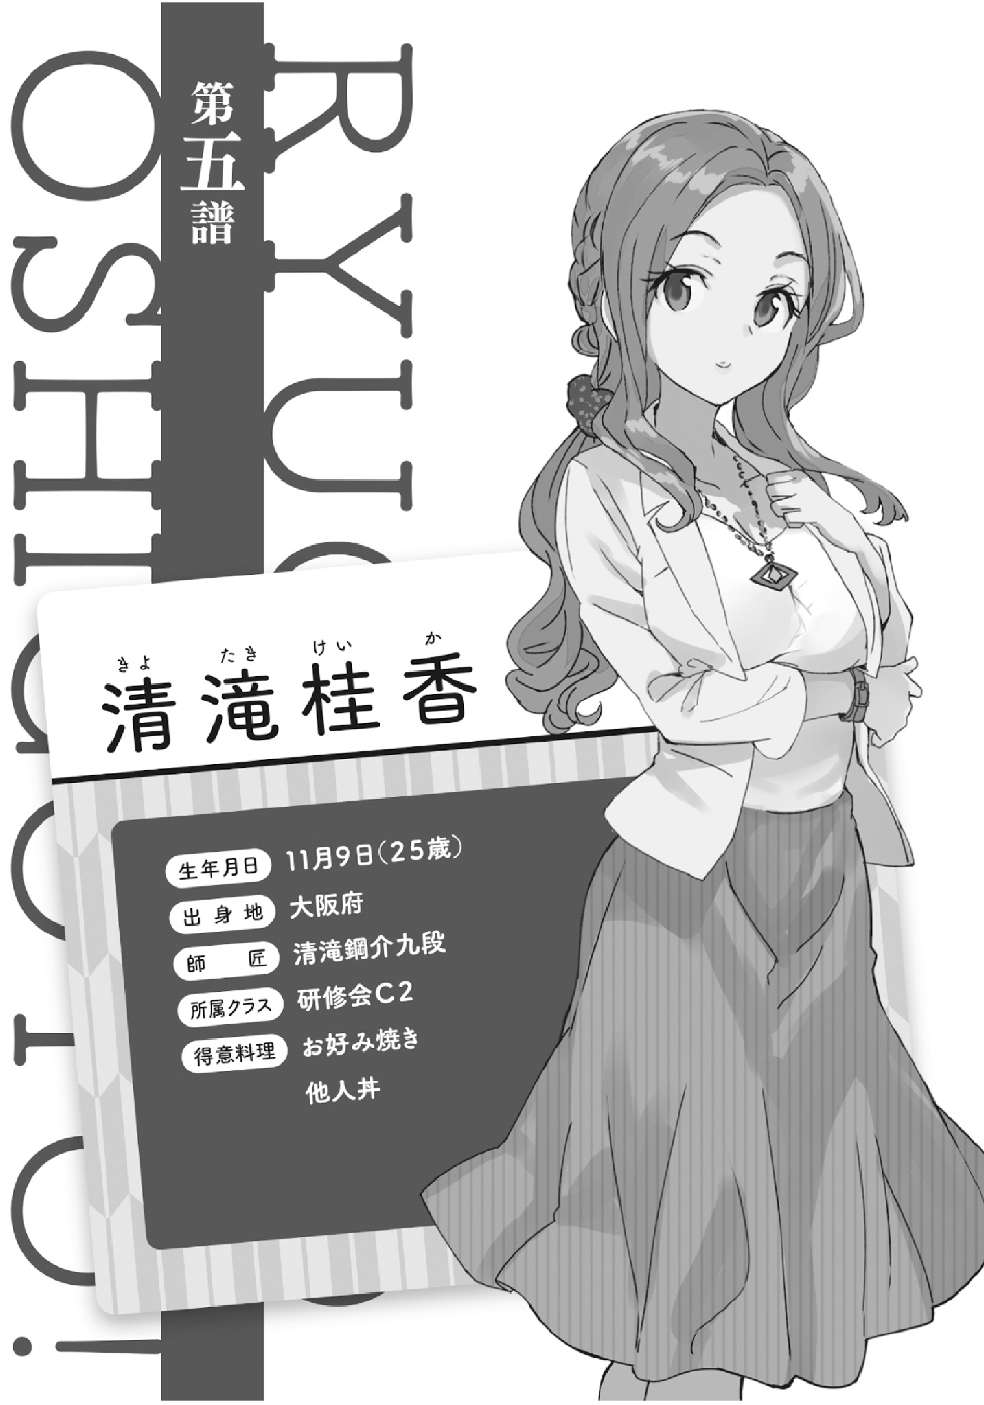 RYUO
OSHIGOTO!
第五譜
きよ たき けい か
清滝桂香
生年月日 11月9日(25歳)
出身地 大阪府
師匠 清滝鋼介九段
所属クラス 研修会C2
得意料理 お好み焼き
他人丼